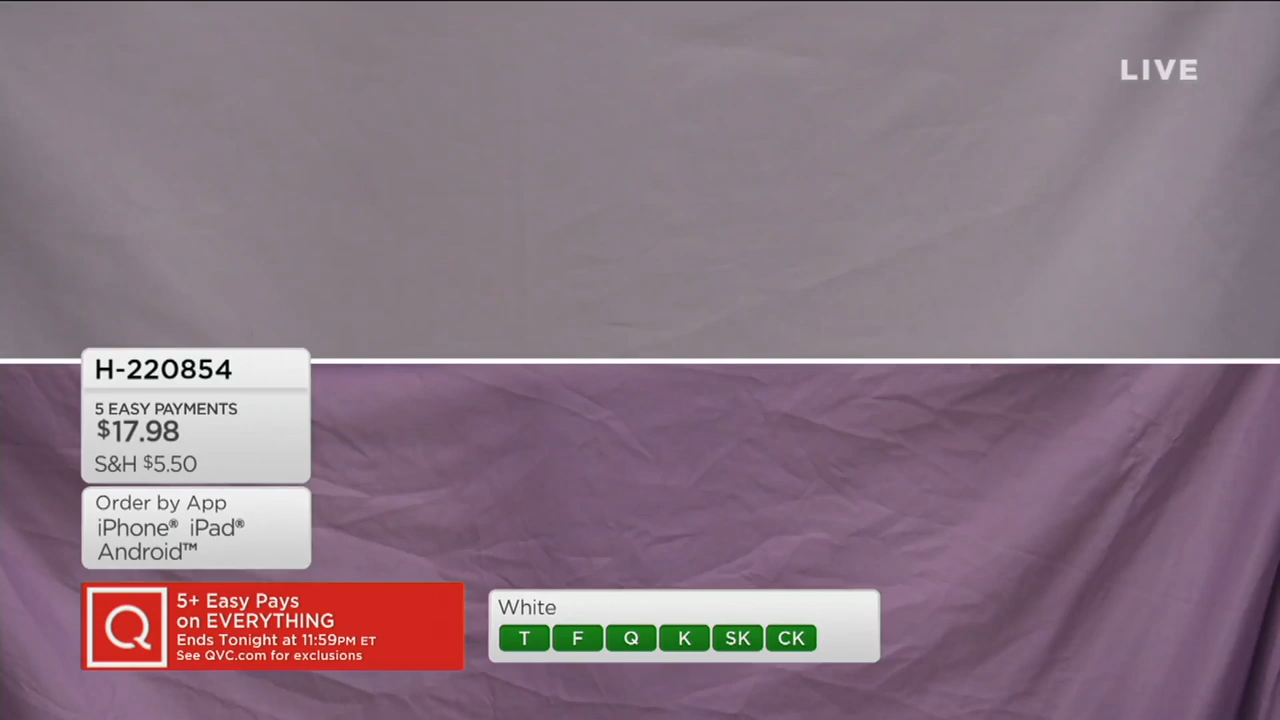 LIVE
H-220854
5 EASY PAYMENTS
$17.98
S&H $5.50
Order by App
iPhone® iPad®
Android™
Q
5+ Easy Pays
on EVERYTHING
Ends Tonight at 11:59PM ET
See QVC.com for exclusions
White
T F Q K SK CK